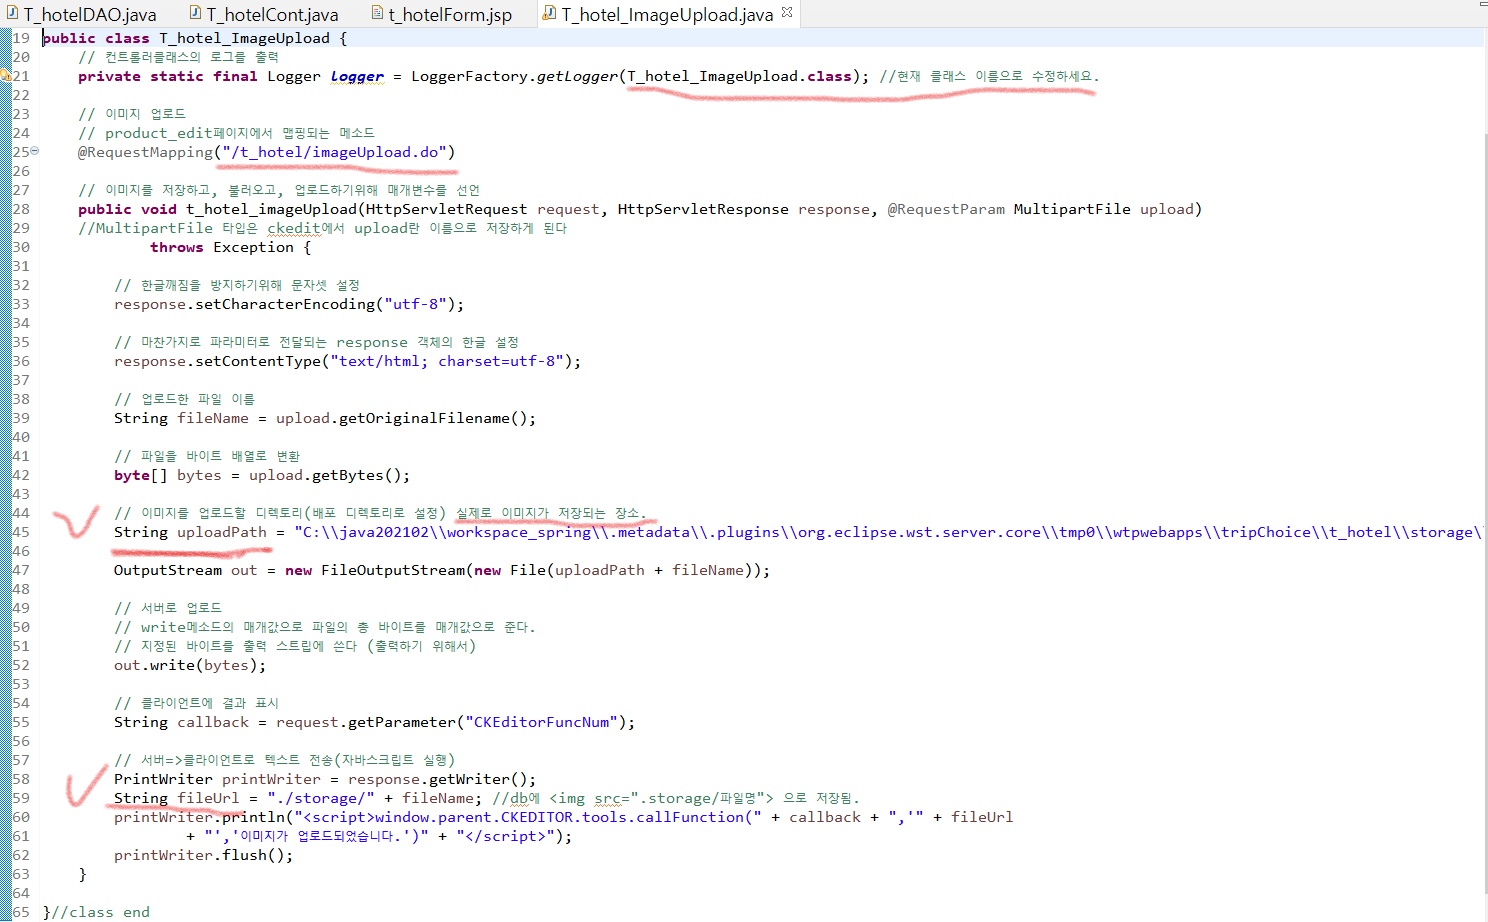 T_hotelDAO.java T_hotelCont.java t_hotelForm.jsp T_hotel_ImageUpload.java
19 public class T_hotel_ImageUpload {
20 // 컨트롤러클래스의 로그를 출력
21 private static final Logger logger = LoggerFactory.getLogger(T_hotel_ImageUpload.class); //현재 클래스 이름으로 수정하세요.
22
23 // 이미지 업로드
24 // product_edit페이지에서 맵핑되는 메소드
25 @RequestMapping("/t_hotel/imageUpload.do")
26
27 // 이미지를 저장하고, 불러오고, 업로드하기위해 매개변수를 선언
28 public void t_hotel_imageUpload(HttpServletRequest request, HttpServletResponse response, @RequestParam MultipartFile upload)
29 //MultipartFile 타입은 ckedit에서 upload란 이름으로 저장하게 된다
30 throws Exception {
31
32 // 한글깨짐을 방지하기위해 문자셋 설정
33 response.setCharacterEncoding("utf-8");
34
35 // 마찬가지로 파라미터로 전달되는 response 객체의 한글 설정
36 response.setContentType("text/html; charset=utf-8");
37
38 // 업로드한 파일 이름
39 String fileName = upload.getOriginalFilename();
40
41 // 파일을 바이트 배열로 변환
42 byte[] bytes = upload.getBytes();
43
44 // 이미지를 업로드할 디렉토리(배포 디렉토리로 설정) 실제로 이미지가 저장되는 장소.
45 String uploadPath = "C:\\java202102\\workspace_spring\\.metadata\\.plugins\\org.eclipse.wst.server.core\\tmp0\\wtpwebapps\\tripChoice\\t_hotel\\storage\
46
47 OutputStream out = new FileOutputStream(new File(uploadPath + fileName));
48
49 // 서버로 업로드
50 // write메소드의 매개값으로 파일의 총 바이트를 매개값으로 준다.
51 // 지정된 바이트를 출력 스트립에 쓴다 (출력하기 위해서)
52 out.write(bytes);
53
54 // 클라이언트에 결과 표시
55 String callback = request.getParameter("CKEditorFuncNum");
56
57 // 서버=>클라이언트로 텍스트 전송(자바스크립트 실행)
58 PrintWriter printWriter = response.getWriter();
59 String fileUrl = "./storage/" + fileName; //db에 <img src=".storage/파일명"> 으로 저장됨.
60 printWriter.println("<script>window.parent.CKEDITOR.tools.callFunction(" + callback + ",'" + fileUrl
61 + "','이미지가 업로드되었습니다.')" + "</script>");
62 printWriter.flush();
63 }
64
65 }//class end